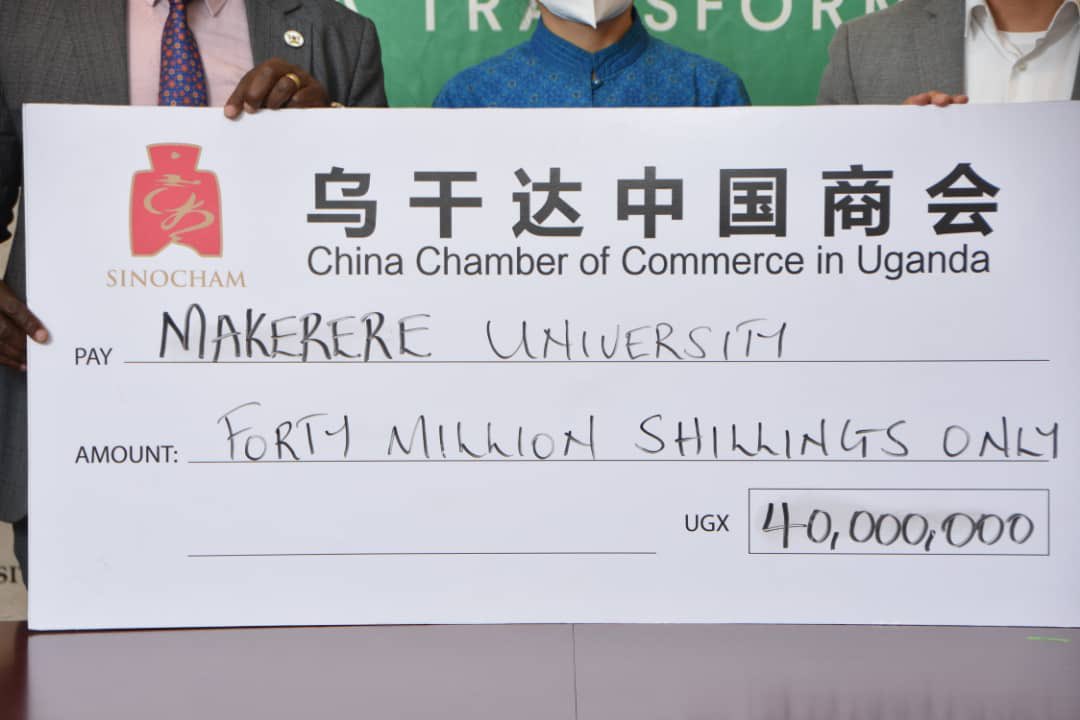 TRANSFORM
乌干达中国商会
China Chamber of Commerce in Uganda
SINOCHAM
PAY MAKERERE UNIVERSITY
AMOUNT: FORTY MILLION SHILLINGS ONLY
UGX 40,000,000